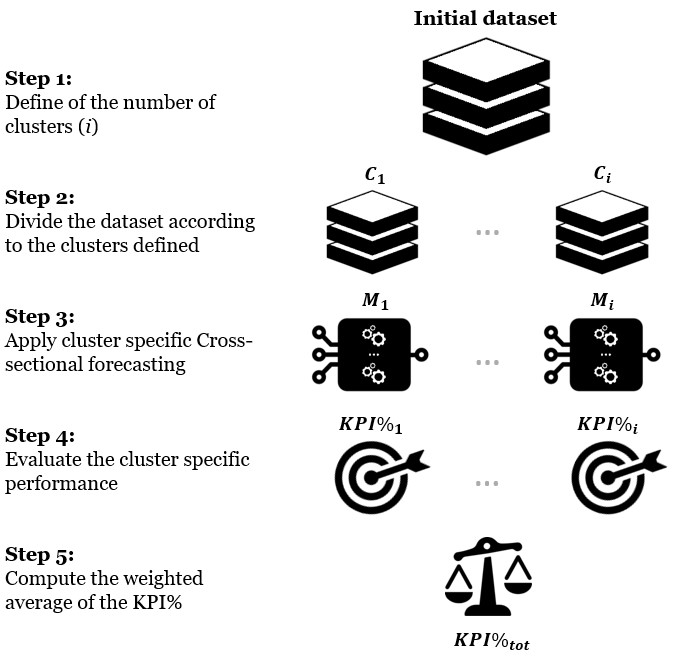 Initial dataset
Step 1:
Define of the number of
clusters (i)
Step 2:
Divide the dataset according
to the clusters defined
C1
...
Ci
Step 3:
Apply cluster specific Cross-
sectional forecasting
M1
...
...
Mi
...
Step 4:
Evaluate the cluster specific
performance
KPI%1
...
KPI%i
Step 5:
Compute the weighted
average of the KPI%
KPI%tot